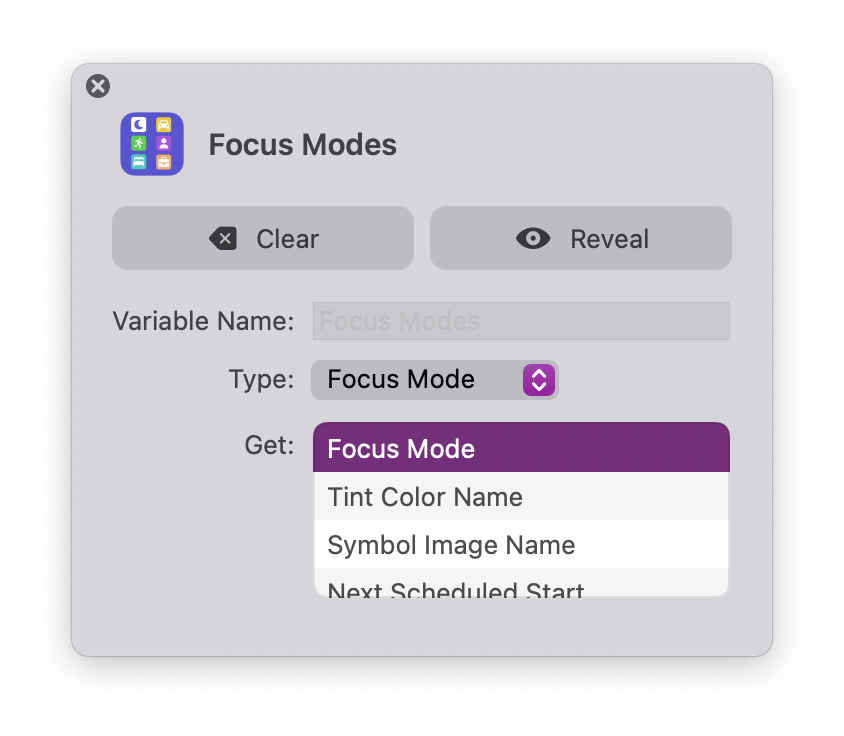 Focus Modes
Clear
Reveal
Variable Name: Focus Modes
Type: Focus Mode
Get: Focus Mode
Tint Color Name
Symbol Image Name
Next Scheduled Start